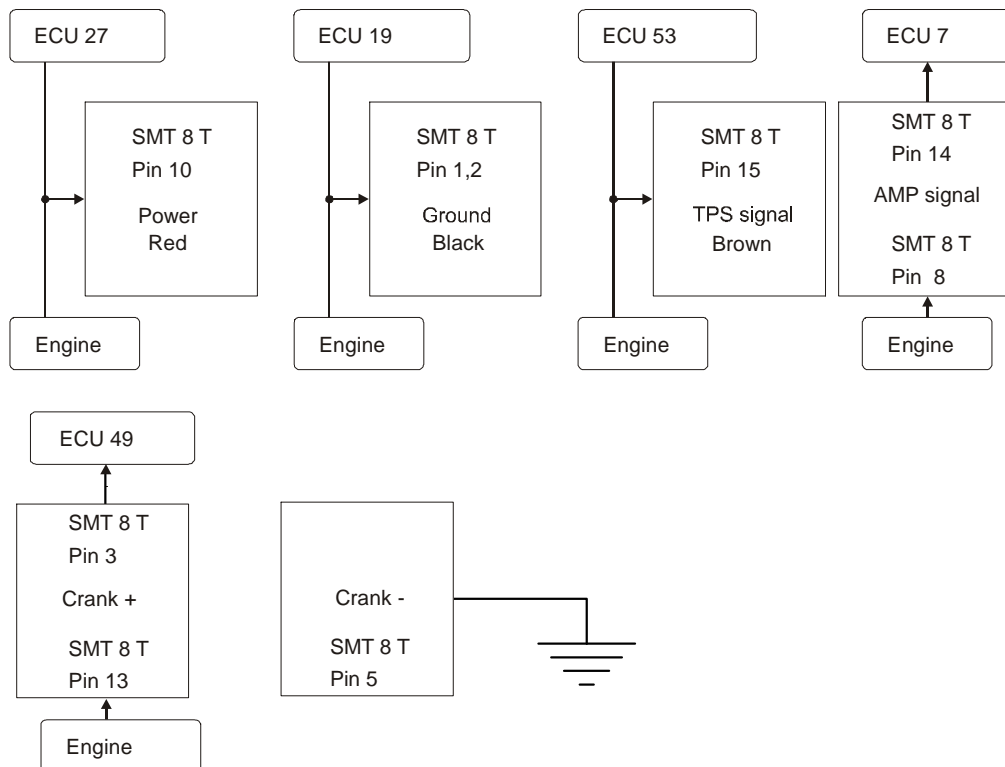 ECU 27
SMT 8 T
Pin 10
Power
Red
Engine
ECU 19
SMT 8 T
Pin 1,2
Ground
Black
Engine
ECU 53
SMT 8 T
Pin 15
TPS signal
Brown
Engine
ECU 7
SMT 8 T
Pin 14
AMP signal
SMT 8 T
Pin 8
Engine
ECU 49
SMT 8 T
Pin 3
Crank +
SMT 8 T
Pin 13
Engine
Crank -
SMT 8 T
Pin 5